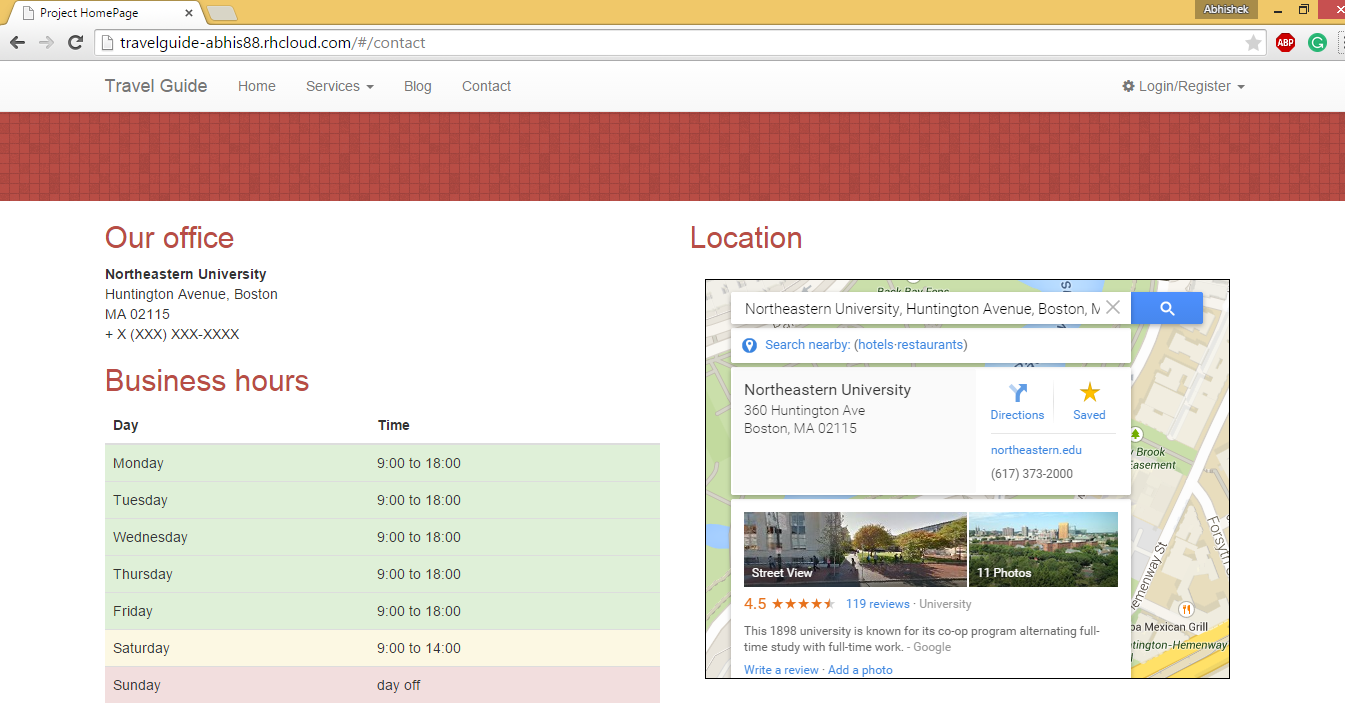 Project HomePage
Abhishek
travelguide-abhis88.rhcloud.com/#/contact
ABP
G
Travel Guide Home Services Blog Contact Login/Register
Our office
Northeastern University
Huntington Avenue, Boston
MA 02115
+ X (XXX) XXX-XXXX
Business hours
Day Time
Monday 9:00 to 18:00
Tuesday 9:00 to 18:00
Wednesday 9:00 to 18:00
Thursday 9:00 to 18:00
Friday 9:00 to 18:00
Saturday 9:00 to 14:00
Sunday day off
Location
Back Bay Fens
Northeastern University, Huntington Avenue, Boston, M
Search nearby: (hotels·restaurants)
Northeastern University
360 Huntington Ave
Boston, MA 02115
Directions Saved
northeastern.edu
(617) 373-2000
y Brook
Easement
Street View
11 Photos
4.5 119 reviews · University
This 1898 university is known for its co-op program alternating full-
time study with full-time work. - Google
Write a review · Add a photo
Forsyth
emenway St
pa Mexican Grill
tington-Hemenway